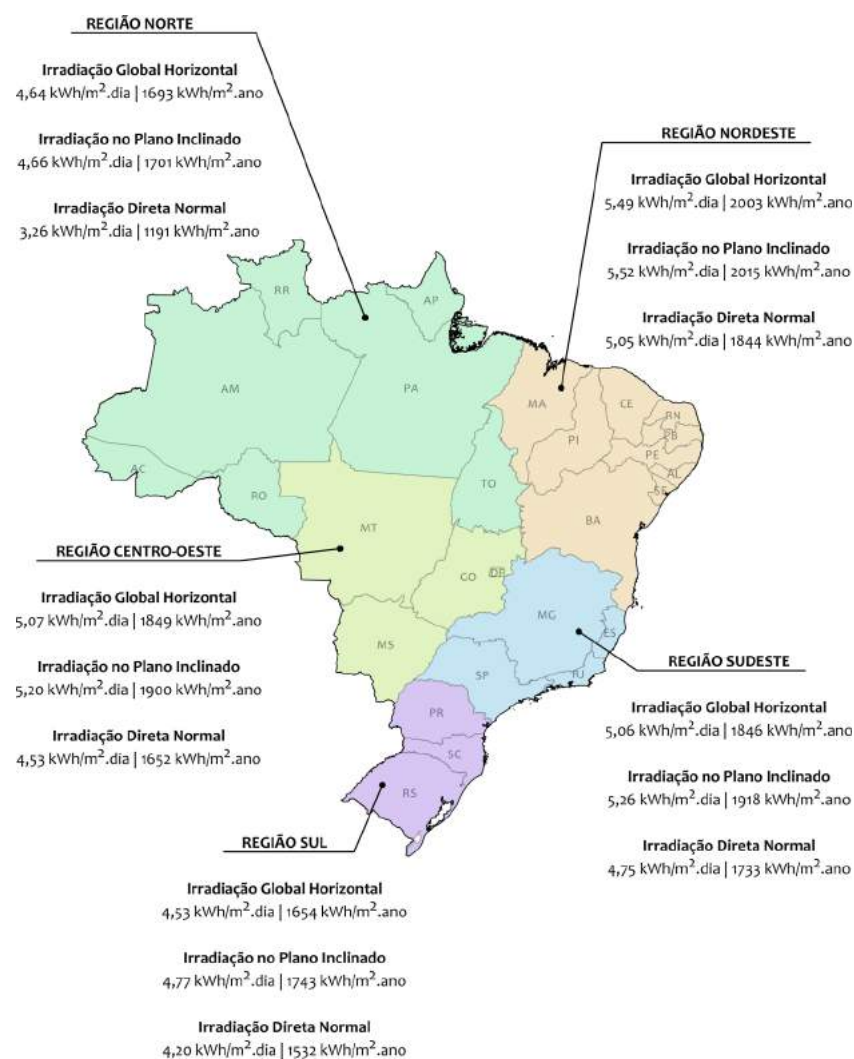 REGIÃO NORTE
Irradiação Global Horizontal
4,64 kWh/m².dia | 1693 kWh/m².ano
Irradiação no Plano Inclinado
4,66 kWh/m².dia | 1701 kWh/m².ano
Irradiação Direta Normal
3,26 kWh/m².dia | 1191 kWh/m².ano
REGIÃO NORDESTE
Irradiação Global Horizontal
5,49 kWh/m².dia | 2003 kWh/m².ano
Irradiação no Plano Inclinado
5,52 kWh/m².dia | 2015 kWh/m².ano
Irradiação Direta Normal
5,05 kWh/m².dia | 1844 kWh/m².ano
RR
AP
AM
PA
MA
CE
RN
PB
PI
PE
AL
SE
AC
RO
TO
BA
MT
GO
DF
MG
ES
MS
SP
RJ
PR
SC
RS
REGIÃO CENTRO-OESTE
Irradiação Global Horizontal
5,07 kWh/m².dia | 1849 kWh/m².ano
Irradiação no Plano Inclinado
5,20 kWh/m².dia | 1900 kWh/m².ano
Irradiação Direta Normal
4,53 kWh/m².dia | 1652 kWh/m².ano
REGIÃO SUDESTE
Irradiação Global Horizontal
5,06 kWh/m².dia | 1846 kWh/m².ano
Irradiação no Plano Inclinado
5,26 kWh/m².dia | 1918 kWh/m².ano
Irradiação Direta Normal
4,75 kWh/m².dia | 1733 kWh/m².ano
REGIÃO SUL
Irradiação Global Horizontal
4,53 kWh/m².dia | 1654 kWh/m².ano
Irradiação no Plano Inclinado
4,77 kWh/m².dia | 1743 kWh/m².ano
Irradiação Direta Normal
4,20 kWh/m².dia | 1532 kWh/m².ano